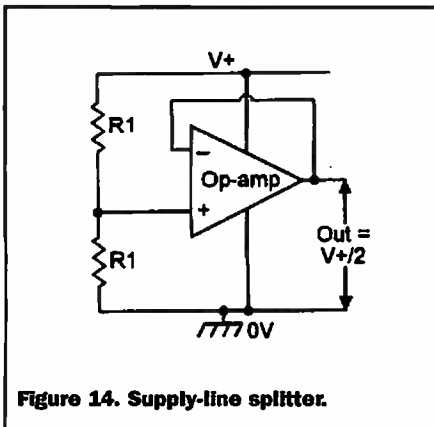 V+
R1
−
Op-amp
+
R1
Out =
V+/2
0V
Figure 14. Supply-line splitter.